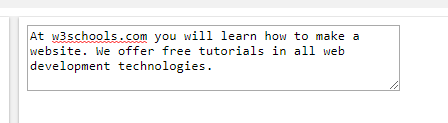 At w3schools.com you will learn how to make a
website. We offer free tutorials in all web
development technologies.